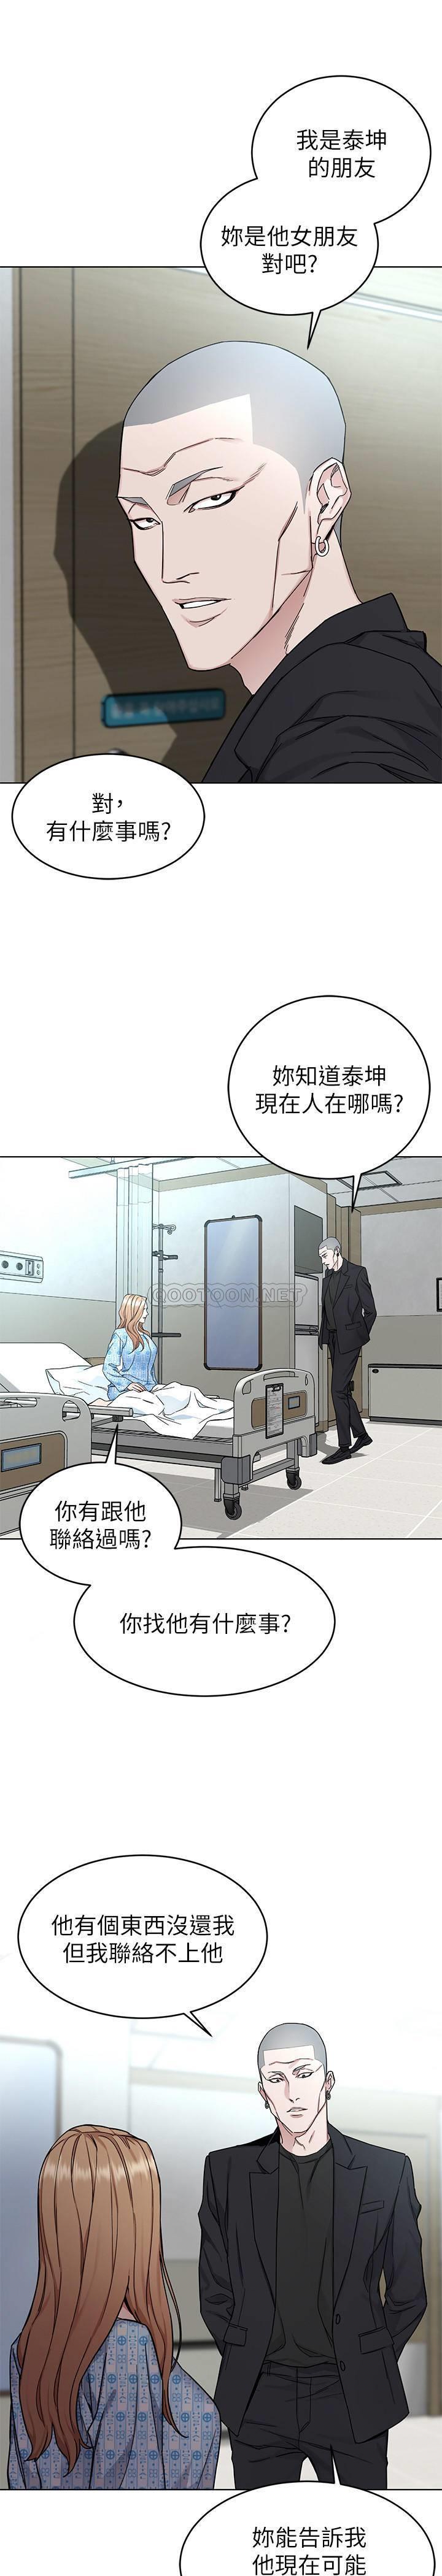 我是泰坤
的朋友
妳是他女朋友
對吧?
對,
有什麼事嗎?
妳知道泰坤
現在人在哪嗎?
QOOTOON.NET
你有跟他
聯絡過嗎?
你找他有什麼事?
他有個東西沒還我
但我聯絡不上他
妳能告訴我
他現在可能